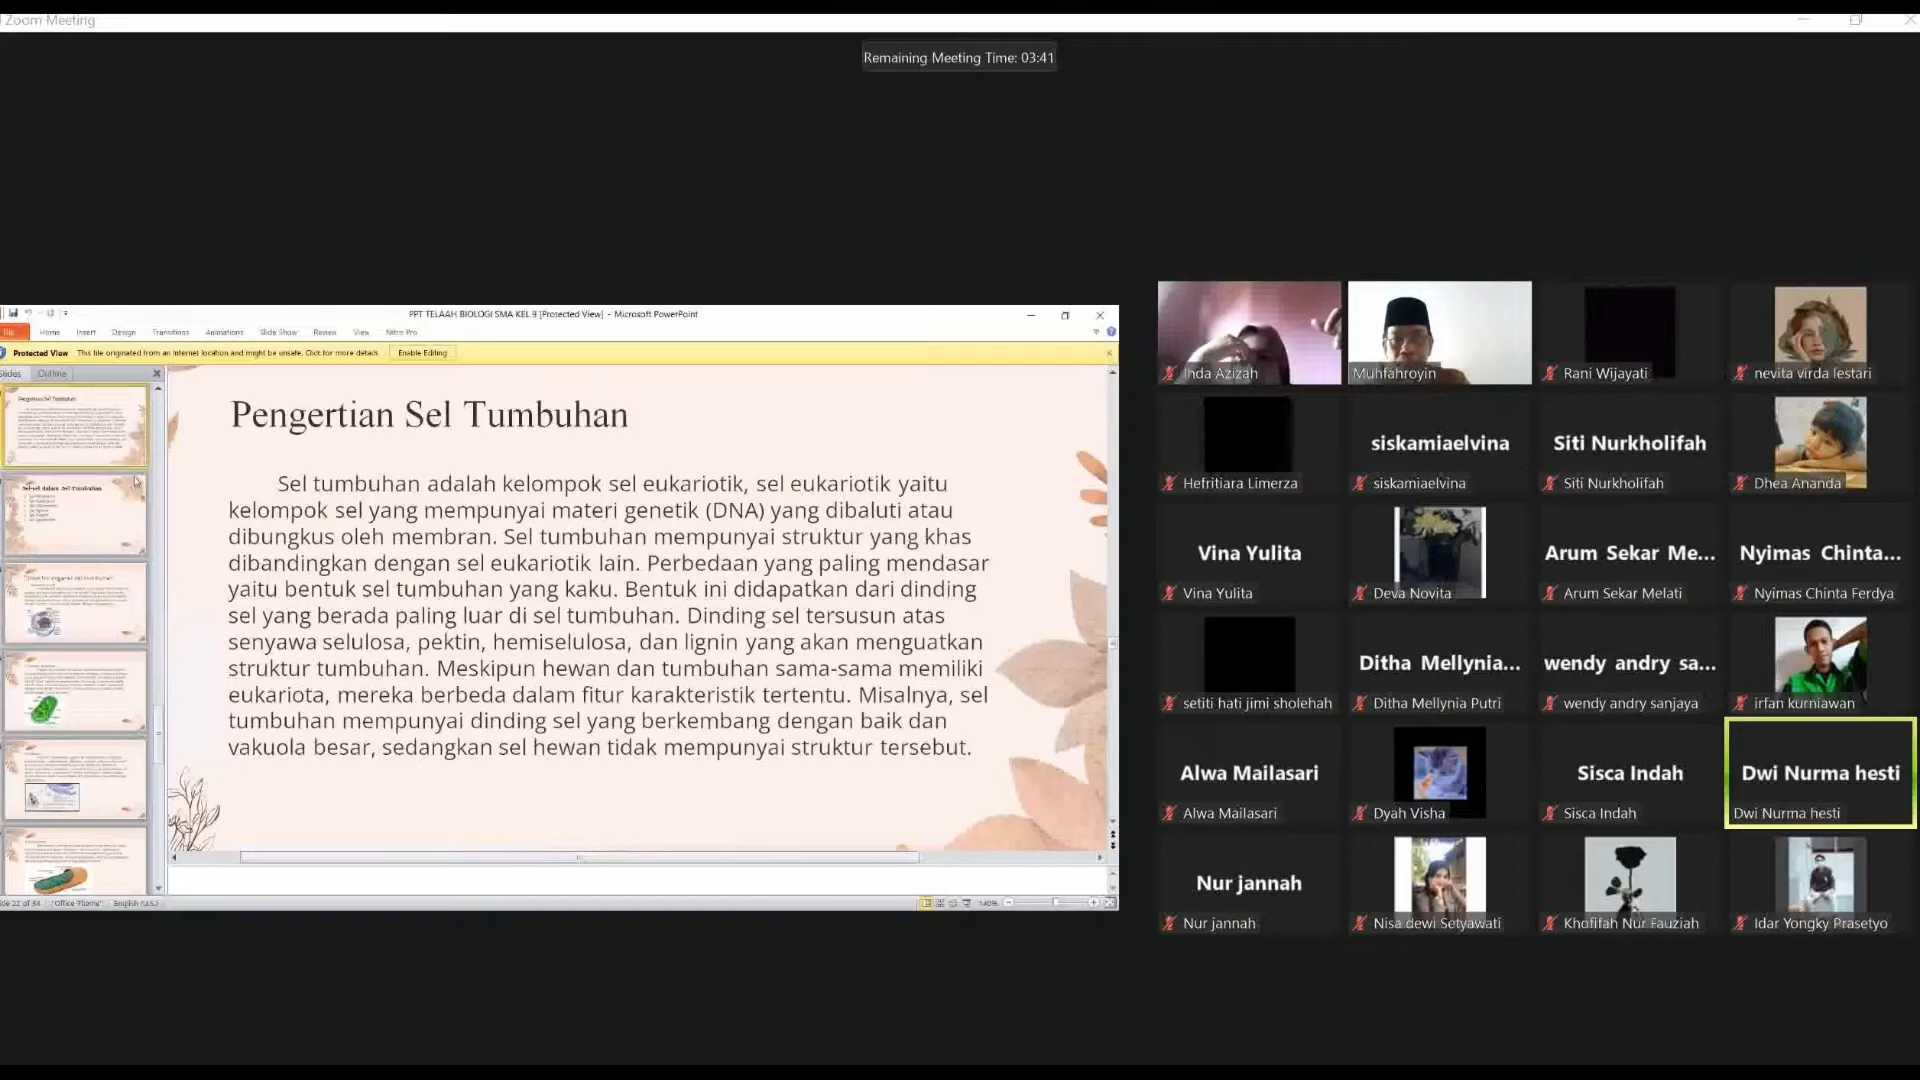 Zoom Meeting
Remaining Meeting Time: 03:41
PPT TELAAH BIOLOGI SMA KEL 9 [Protected View] - Microsoft PowerPoint
File Home Insert Design Transitions Animations Slide Show Review View Nitro Pro
Protected View This file originated from an Internet location and might be unsafe. Click for more details Enable Editing
Slides Outline
Pengertian Sel Tumbuhan
Sel tumbuhan adalah kelompok sel eukariotik, sel eukariotik yaitu
kelompok sel yang mempunyai materi genetik (DNA) yang dibaluti atau
dibungkus oleh membran. Sel tumbuhan mempunyai struktur yang khas
dibandingkan dengan sel eukariotik lain. Perbedaan yang paling mendasar
yaitu bentuk sel tumbuhan yang kaku. Bentuk ini didapatkan dari dinding
sel yang berada paling luar di sel tumbuhan. Dinding sel tersusun atas
senyawa selulosa, pektin, hemiselulosa, dan lignin yang akan menguatkan
struktur tumbuhan. Meskipun hewan dan tumbuhan sama-sama memiliki
eukariota, mereka berbeda dalam fitur karakteristik tertentu. Misalnya, sel
tumbuhan mempunyai dinding sel yang berkembang dengan baik dan
vakuola besar, sedangkan sel hewan tidak mempunyai struktur tersebut.
Pengertian Sel Tumbuhan
Sel-sel dalam Sel Tumbuhan
"Office Theme" English (U.S.)
140%
Inda Azizah
Muhfahroyin
Rani Wijayati
nevita virda lestari
Hefritiara Limerza
siskamiaelvina
siskamiaelvina
Siti Nurkholifah
Siti Nurkholifah
Dhea Ananda
Vina Yulita
Vina Yulita
Deva Novita
Arum Sekar Me...
Arum Sekar Melati
Nyimas Chinta...
Nyimas Chinta Ferdya
setiti hati jimi sholehah
Ditha Mellynia...
Ditha Mellynia Putri
wendy andry sa...
wendy andry sanjaya
irfan kurniawan
Alwa Mailasari
Alwa Mailasari
Dyah Visha
Sisca Indah
Sisca Indah
Dwi Nurma hesti
Dwi Nurma hesti
Nur jannah
Nur jannah
Nisa dewi Setyawati
Khofifah Nur Fauziah
Idar Yongky Prasetyo